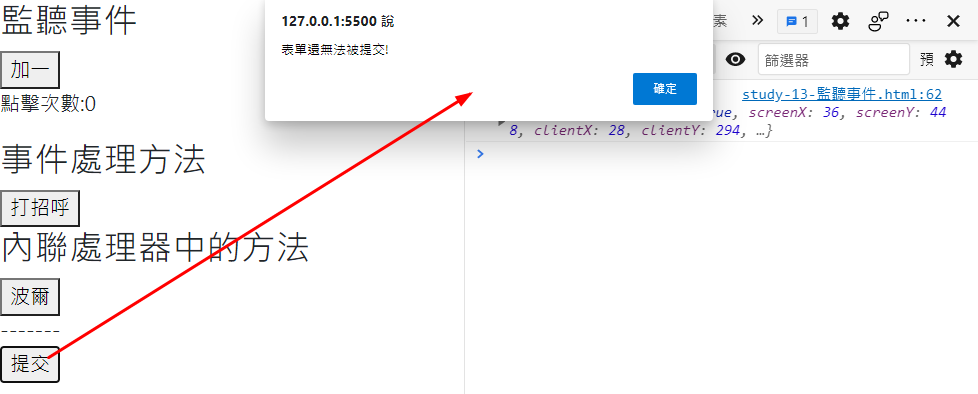 監聽事件
加一
點擊次數:0
事件處理方法
打招呼
內聯處理器中的方法
波爾
-------
提交
127.0.0.1:5500 說
表單還無法被提交!
確定
素
1
篩選器
預
study-13-監聽事件.html:62
rue, screenX: 36, screenY: 44
8, clientX: 28, clientY: 294, …}